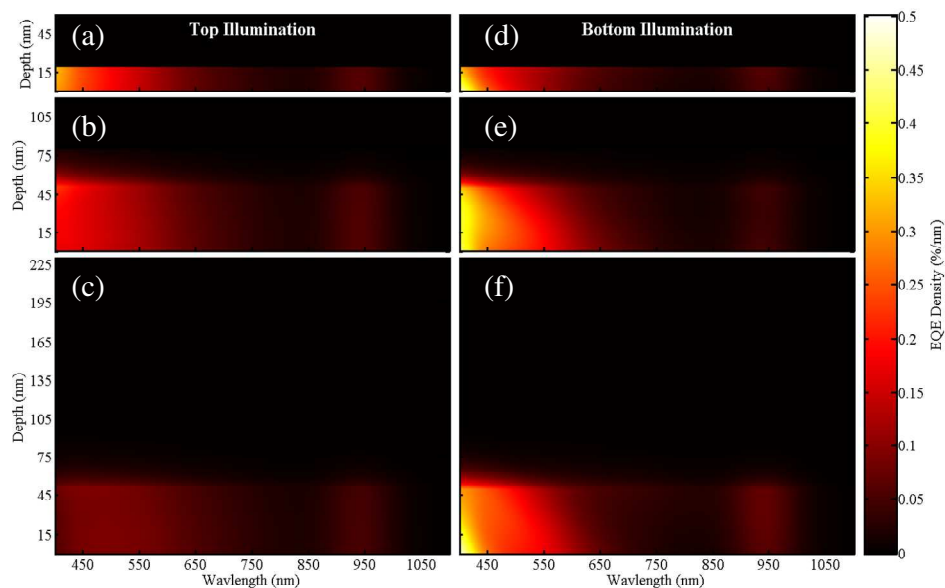 Top Illumination
Bottom Illumination
(a)
(d)
Depth (nm)
45
15
(b)
(e)
Depth (nm)
105
75
45
15
450 550 650 750 850 950 1050
450 550 650 750 850 950 1050
(c)
(f)
Depth (nm)
225
195
165
135
105
75
45
15
Wavlength (nm)
Wavlength (nm)
0.5
0.45
0.4
0.35
0.3
0.25
0.2
0.15
0.1
0.05
0
EQE Density (%/nm)